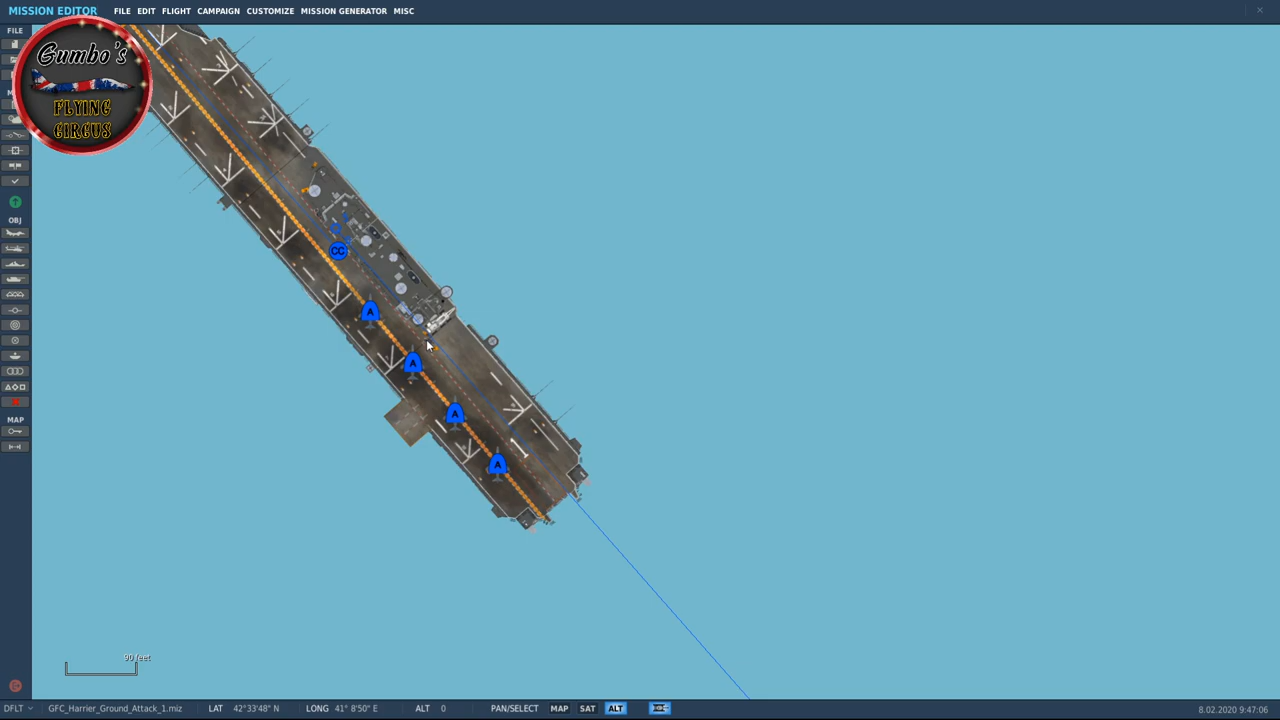 MISSION EDITOR FILE EDIT FLIGHT CAMPAIGN CUSTOMIZE MISSION GENERATOR MISC
FILE
Gumbo's
FLYING
CIRCUS
OBJ
MAP
CC
A
A
A
A
90 feet
DFLT GFC_Harrier_Ground_Attack_1.miz LAT 42°33'48" N LONG 41° 8'50" E ALT 0 PAN/SELECT MAP SAT ALT 8.02.2020 9:47:06